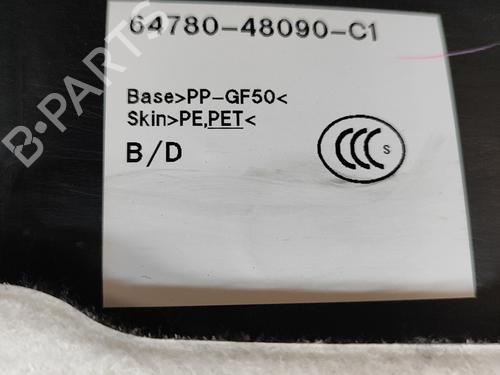 64780-48090-C1
Base>PP-GF50<
Skin>PE,PET<
B/D
CCC S
B-PARTS